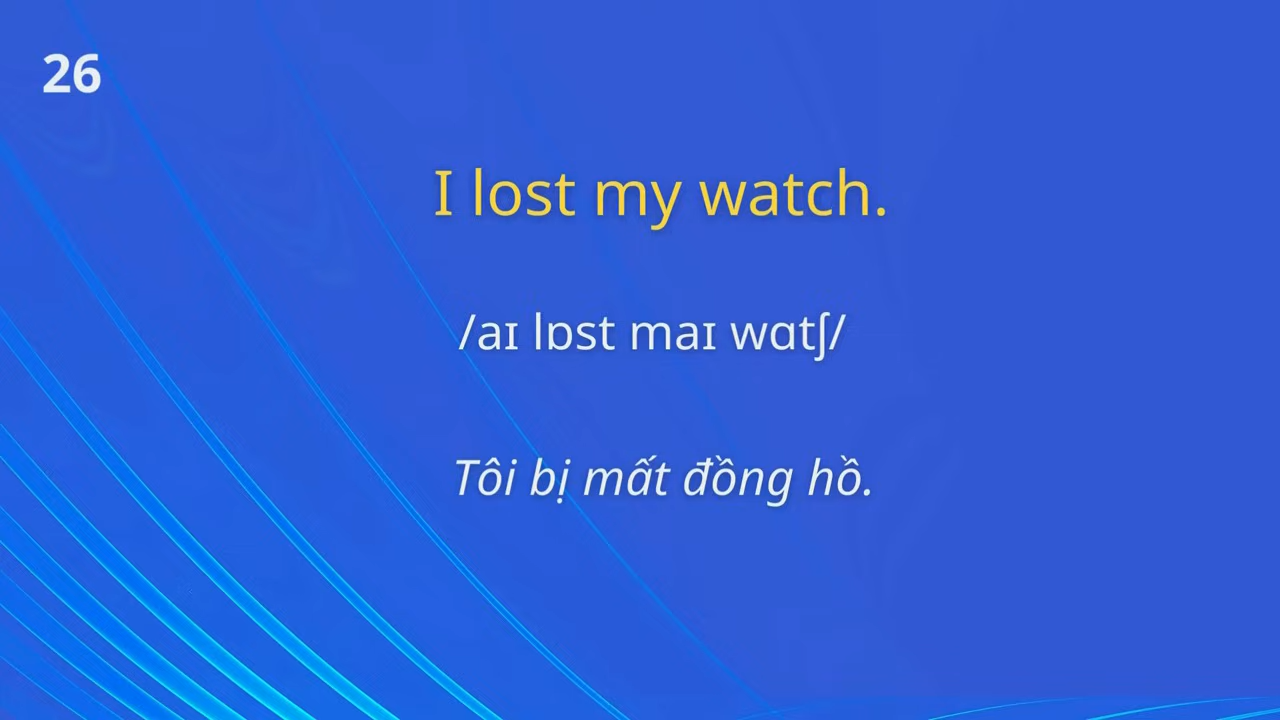 26
I lost my watch.
/aɪ lɒst maɪ wɑtʃ/
Tôi bị mất đồng hồ.